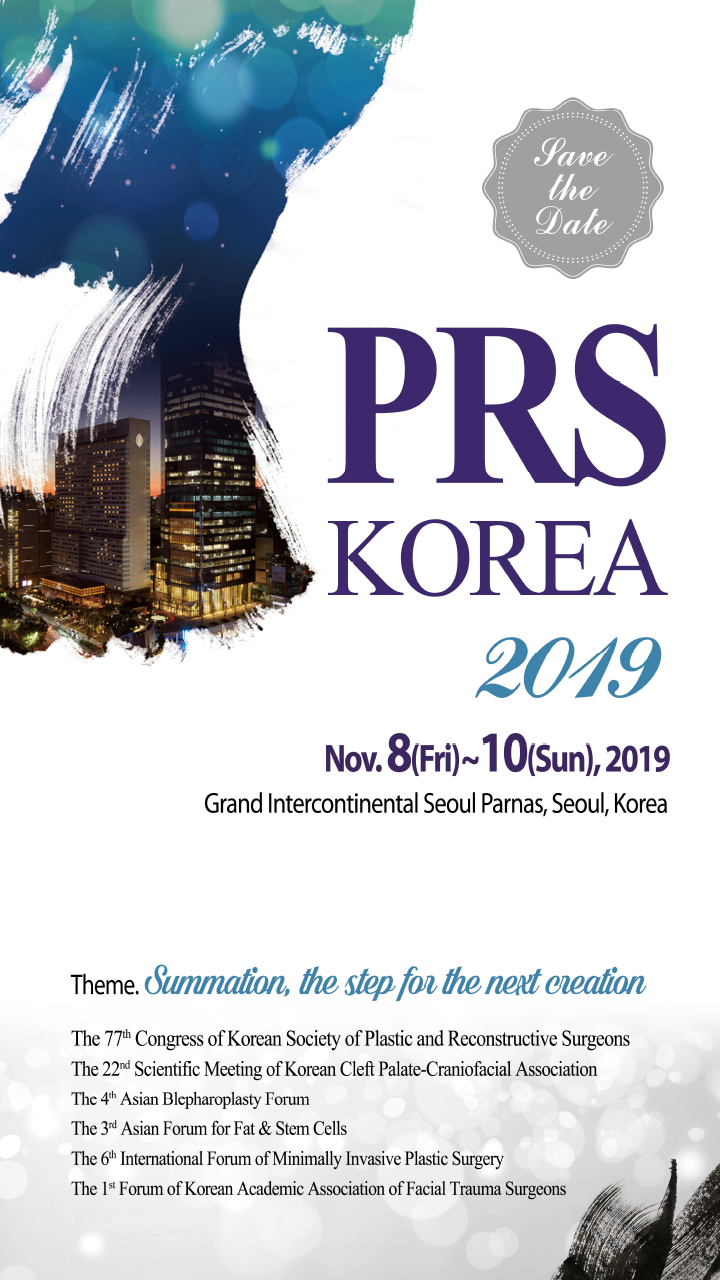 Save
the
Date
PRS
KOREA
2019
Nov. 8(Fri)~10(Sun), 2019
Grand Intercontinental Seoul Parnas, Seoul, Korea
Theme. Summation, the step for the next creation
The 77th Congress of Korean Society of Plastic and Reconstructive Surgeons
The 22nd Scientific Meeting of Korean Cleft Palate-Craniofacial Association
The 4th Asian Blepharoplasty Forum
The 3rd Asian Forum for Fat & Stem Cells
The 6th International Forum of Minimally Invasive Plastic Surgery
The 1st Forum of Korean Academic Association of Facial Trauma Surgeons